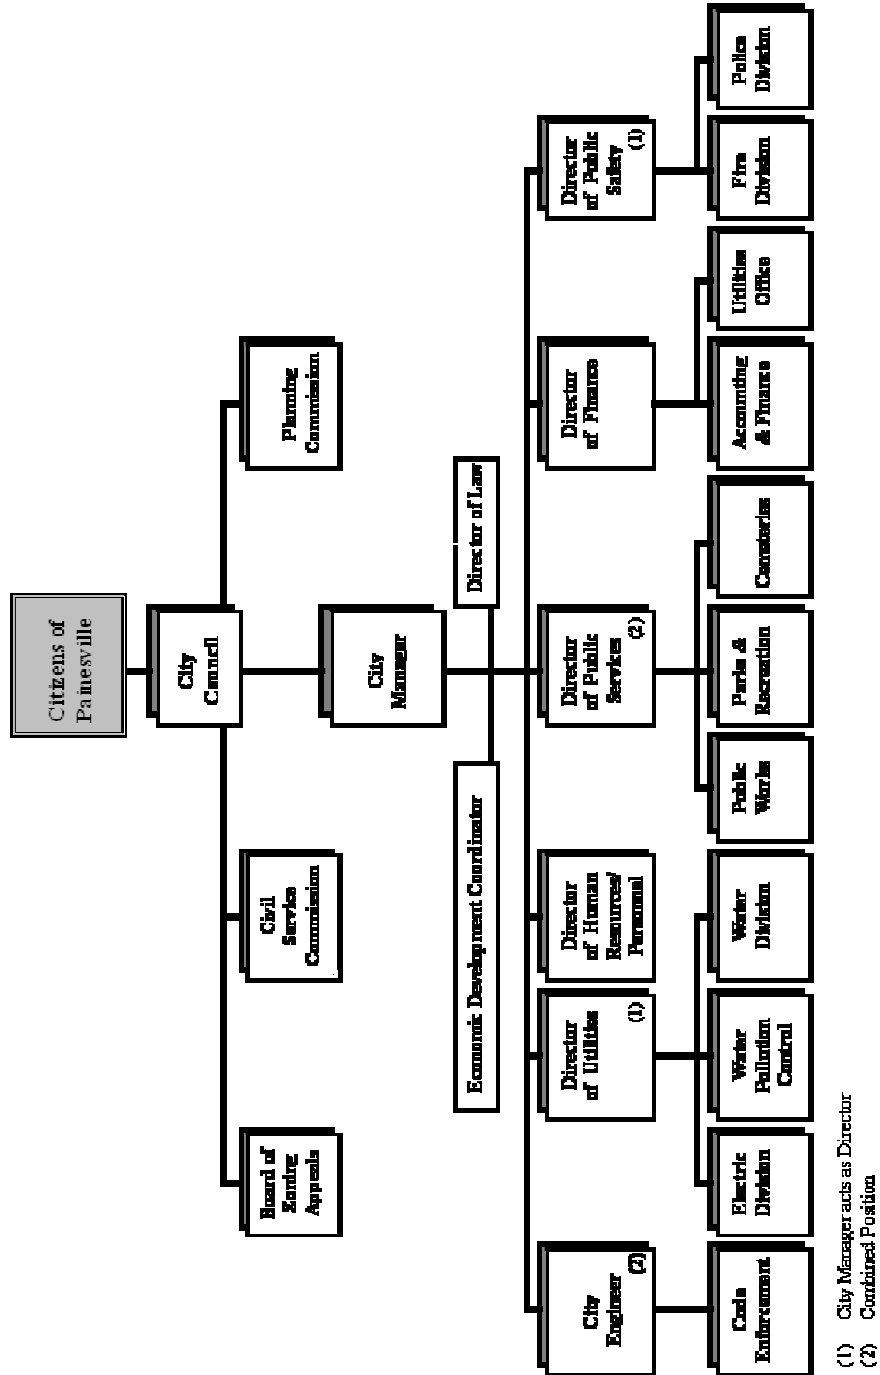 Citizens of
Painesville
City
Council
Board of
Zoning
Appeals
Civil
Service
Commission
Planning
Commission
City
Manager
Economic Development Coordinator
Director of Law
City
Engineer
(2)
Director
of Utilities
(1)
Director
of Human
Resources/
Personnel
Director
of Public
Services
(2)
Director
of Finance
Director
of Public
Safety
(1)
Code
Enforcement
Electric
Division
Water
Pollution
Control
Water
Division
Public
Works
Parks &
Recreation
Cemeteries
Accounting
& Finance
Utilities
Office
Fire
Division
Police
Division
(1) City Manager acts as Director
(2) Combined Position